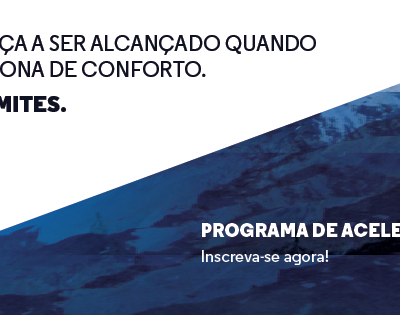 ÇA A SER ALCANÇADO QUANDO
ONA DE CONFORTO.
MITES.
PROGRAMA DE ACELE
Inscreva-se agora!